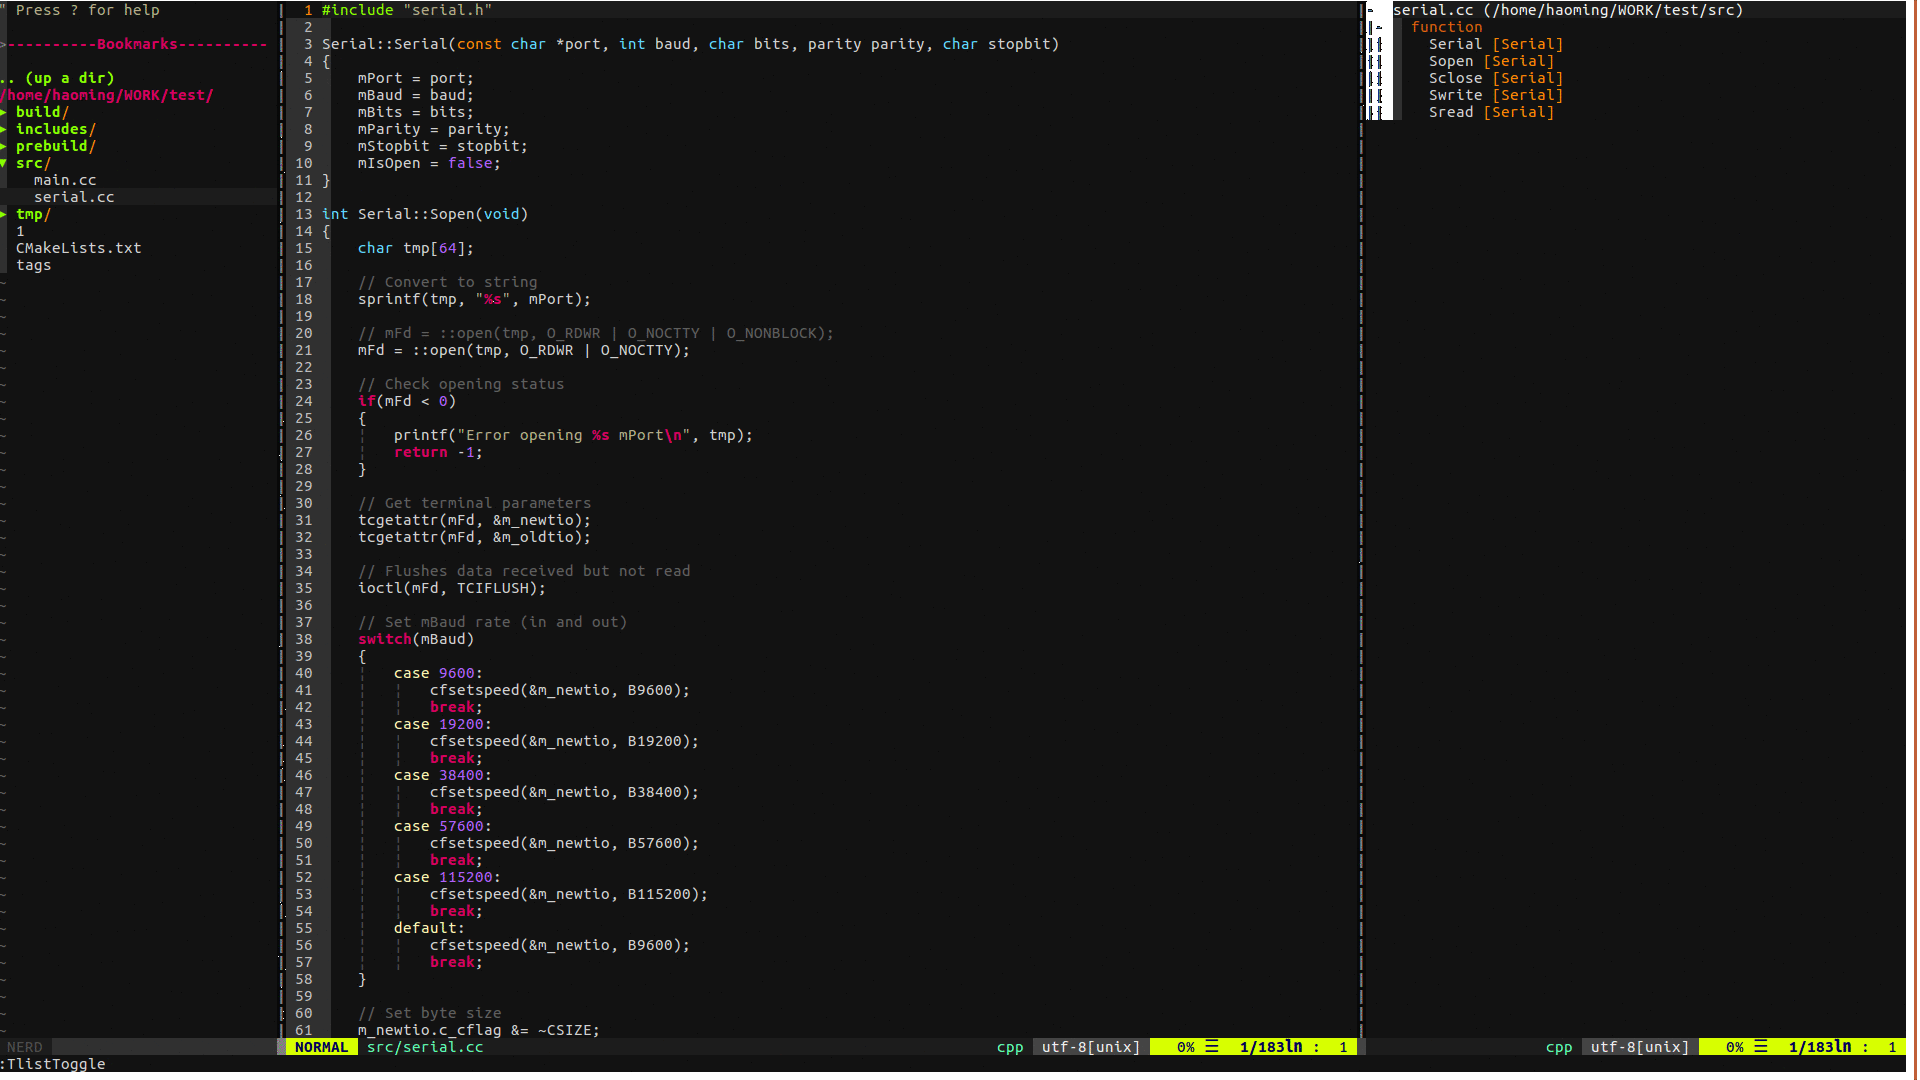 " Press ? for help
>----------Bookmarks----------
.. (up a dir)
/home/haoming/WORK/test/
▸ build/
▸ includes/
▸ prebuild/
▾ src/
main.cc
serial.cc
▸ tmp/
1
CMakeLists.txt
tags
1 #include "serial.h"
2
3 Serial::Serial(const char *port, int baud, char bits, parity parity, char stopbit)
4 {
5     mPort = port;
6     mBaud = baud;
7     mBits = bits;
8     mParity = parity;
9     mStopbit = stopbit;
10     mIsOpen = false;
11 }
12
13 int Serial::Sopen(void)
14 {
15     char tmp[64];
16
17     // Convert to string
18     sprintf(tmp, "%s", mPort);
19
20     // mFd = ::open(tmp, O_RDWR | O_NOCTTY | O_NONBLOCK);
21     mFd = ::open(tmp, O_RDWR | O_NOCTTY);
22
23     // Check opening status
24     if(mFd < 0)
25     {
26         printf("Error opening %s mPort\n", tmp);
27         return -1;
28     }
29
30     // Get terminal parameters
31     tcgetattr(mFd, &m_newtio);
32     tcgetattr(mFd, &m_oldtio);
33
34     // Flushes data received but not read
35     ioctl(mFd, TCIFLUSH);
36
37     // Set mBaud rate (in and out)
38     switch(mBaud)
39     {
40         case 9600:
41             cfsetspeed(&m_newtio, B9600);
42             break;
43         case 19200:
44             cfsetspeed(&m_newtio, B19200);
45             break;
46         case 38400:
47             cfsetspeed(&m_newtio, B38400);
48             break;
49         case 57600:
50             cfsetspeed(&m_newtio, B57600);
51             break;
52         case 115200:
53             cfsetspeed(&m_newtio, B115200);
54             break;
55         default:
56             cfsetspeed(&m_newtio, B9600);
57             break;
58     }
59
60     // Set byte size
61     m_newtio.c_cflag &= ~CSIZE;
serial.cc (/home/haoming/WORK/test/src)
function
Serial [Serial]
Sopen [Serial]
Sclose [Serial]
Swrite [Serial]
Sread [Serial]
NERD
NORMAL src/serial.cc cpp utf-8[unix] 0% ☰ 1/183ln : 1
cpp utf-8[unix] 0% ☰ 1/183ln : 1
:TlistToggle